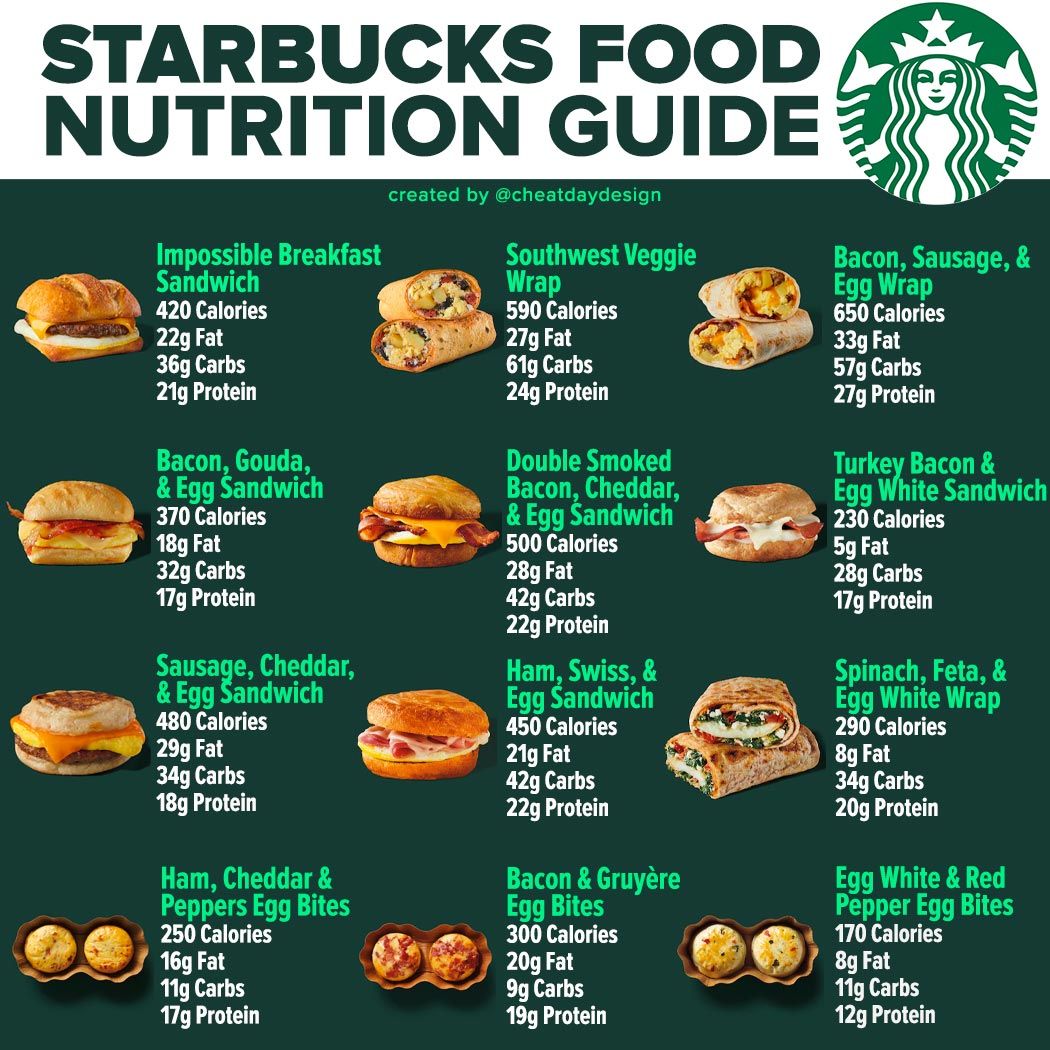 STARBUCKS FOOD
NUTRITION GUIDE
created by @cheatdaydesign
Impossible Breakfast
Sandwich
420 Calories
22g Fat
36g Carbs
21g Protein
Southwest Veggie
Wrap
590 Calories
27g Fat
61g Carbs
24g Protein
Bacon, Sausage, &
Egg Wrap
650 Calories
33g Fat
57g Carbs
27g Protein
Bacon, Gouda,
& Egg Sandwich
370 Calories
18g Fat
32g Carbs
17g Protein
Double Smoked
Bacon, Cheddar,
& Egg Sandwich
500 Calories
28g Fat
42g Carbs
22g Protein
Turkey Bacon &
Egg White Sandwich
230 Calories
5g Fat
28g Carbs
17g Protein
Sausage, Cheddar,
& Egg Sandwich
480 Calories
29g Fat
34g Carbs
18g Protein
Ham, Swiss, &
Egg Sandwich
450 Calories
21g Fat
42g Carbs
22g Protein
Spinach, Feta, &
Egg White Wrap
290 Calories
8g Fat
34g Carbs
20g Protein
Ham, Cheddar &
Peppers Egg Bites
250 Calories
16g Fat
11g Carbs
17g Protein
Bacon & Gruyère
Egg Bites
300 Calories
20g Fat
9g Carbs
19g Protein
Egg White & Red
Pepper Egg Bites
170 Calories
8g Fat
11g Carbs
12g Protein